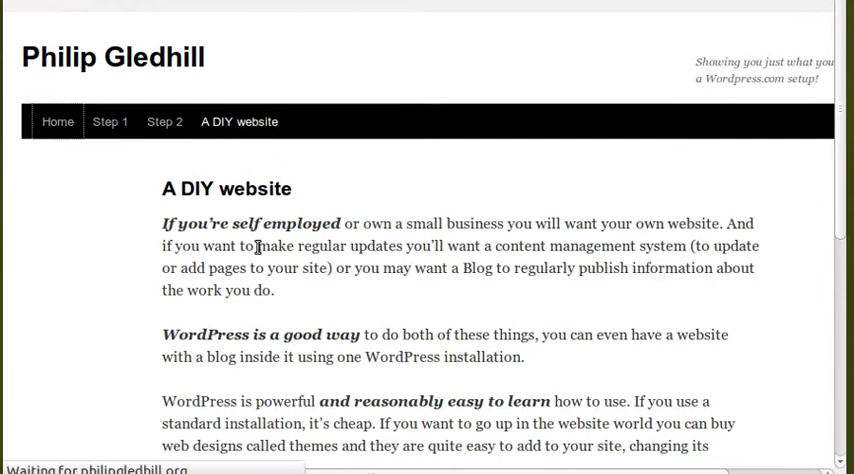 Philip Gledhill
Showing you just what you
a Wordpress.com setup!
Home Step 1 Step 2 A DIY website
A DIY website
If you're self employed or own a small business you will want your own website. And
if you want to make regular updates you'll want a content management system (to update
or add pages to your site) or you may want a Blog to regularly publish information about
the work you do.
WordPress is a good way to do both of these things, you can even have a website
with a blog inside it using one WordPress installation.
WordPress is powerful and reasonably easy to learn how to use. If you use a
standard installation, it's cheap. If you want to go up in the website world you can buy
web designs called themes and they are quite easy to add to your site, changing its
Waiting for philipgledhill.org